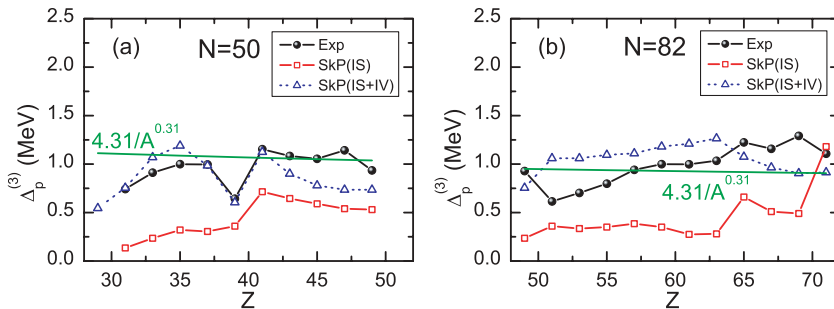 (a)
N=50
Exp
SkP(IS)
SkP(IS+IV)
4.31/A^0.31
Δp^(3) (MeV)
2.5
2.0
1.5
1.0
0.5
0.0
30 35 40 45 50
Z
(b)
N=82
Exp
SkP(IS)
SkP(IS+IV)
4.31/A^0.31
Δp^(3) (MeV)
2.5
2.0
1.5
1.0
0.5
0.0
50 55 60 65 70
Z